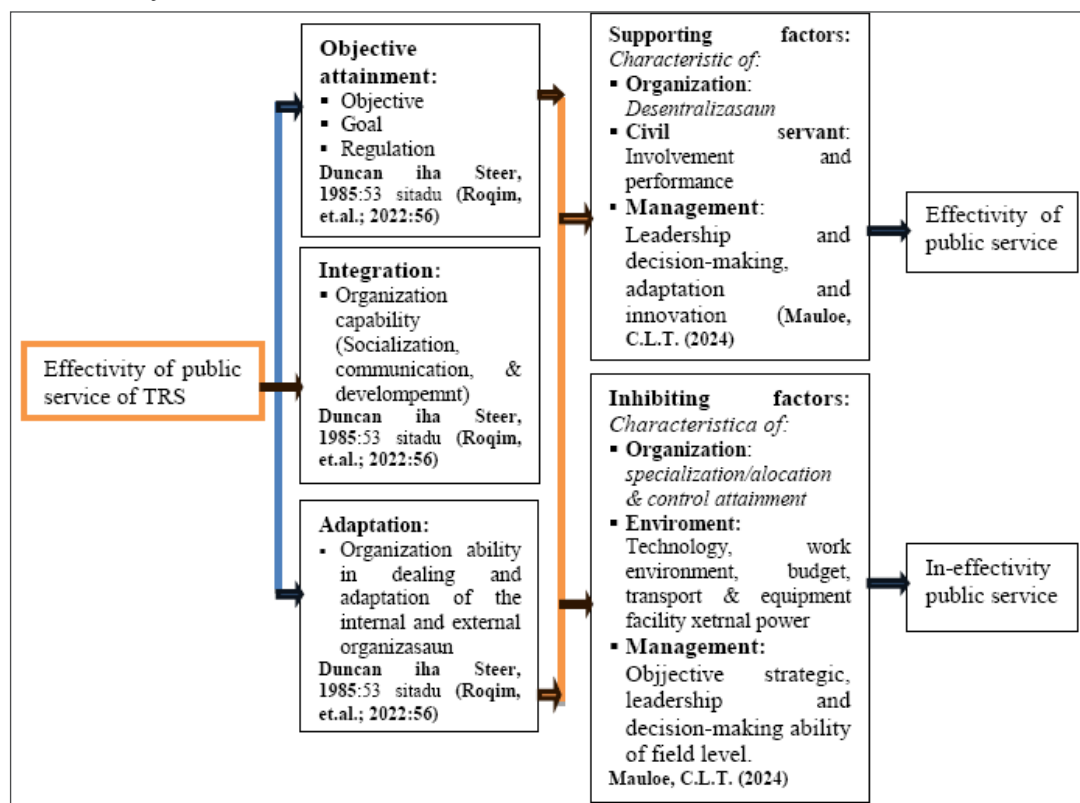 Effectivity of public
service of TRS
Objective
attainment:
▪ Objective
▪ Goal
▪ Regulation
Duncan iha Steer,
1985:53 sitadu (Roqim,
et.al.; 2022:56)
Integration:
▪ Organization
capability
(Socialization,
communication, &
develompemnt)
Duncan iha Steer,
1985:53 sitadu (Roqim,
et.al.; 2022:56)
Adaptation:
▪ Organization ability
in dealing and
adaptation of the
internal and external
organizasaun
Duncan iha Steer,
1985:53 sitadu (Roqim,
et.al.; 2022:56)
Supporting factors:
Characteristic of:
▪ Organization:
Desentralizasaun
▪ Civil servant:
Involvement and
performance
▪ Management:
Leadership and
decision-making,
adaptation and
innovation (Mauloe,
C.L.T. (2024)
Inhibiting factors:
Characteristica of:
▪ Organization:
specialization/alocation
& control attainment
▪ Enviroment:
Technology, work
environment, budget,
transport & equipment
facility xetrnal power
▪ Management:
Objjective strategic,
leadership and
decision-making ability
of field level.
Mauloe, C.L.T. (2024)
Effectivity of
public service
In-effectivity
public service